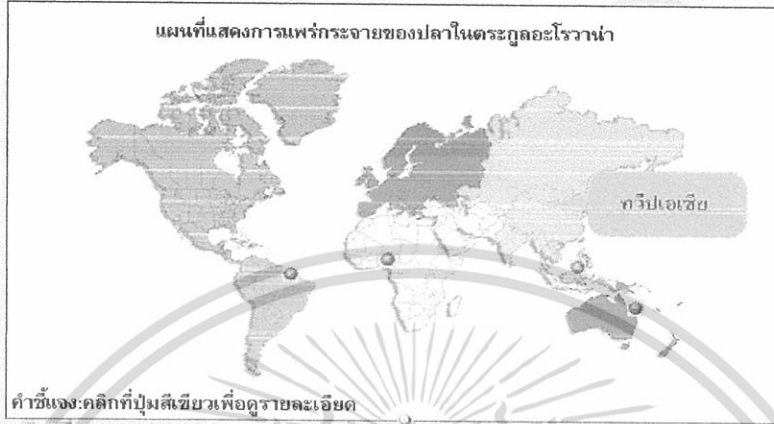 แผนที่แสดงการแพร่กระจายของปลาในตระกูลอะโรวาน่า
ทวีปเอเซีย
คำชี้แจง:คลิกที่ปุ่มสีเขียวเพื่อดูรายละเอียด